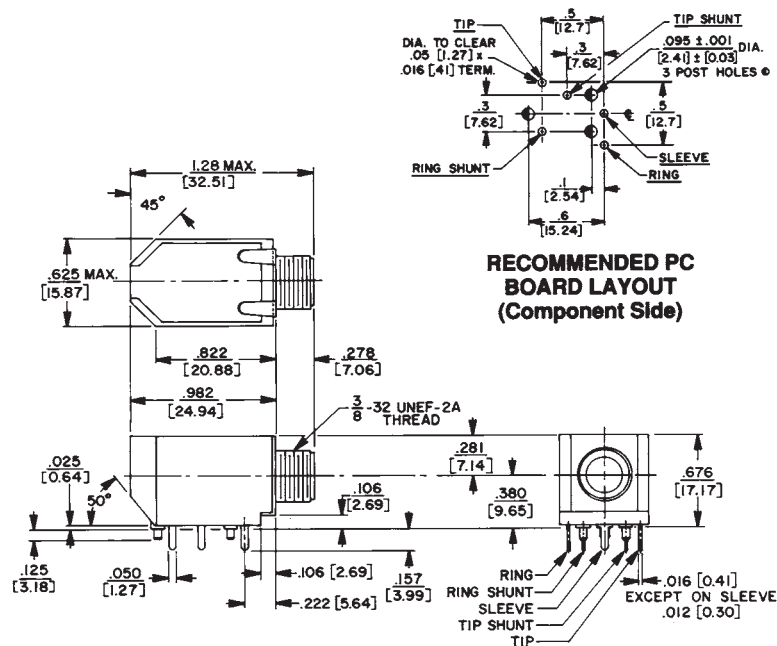 TIP
DIA. TO CLEAR
.05 [1.27] x
.016 [41] TERM.
.5
[12.7]
.3
[7.62]
TIP SHUNT
.095 ±.001 DIA.
[2.41] ± [0.03]
3 POST HOLES
.3
[7.62]
.5
[12.7]
RING SHUNT
SLEEVE
RING
.1
[2.54]
.6
[15.24]
RECOMMENDED PC
BOARD LAYOUT
(Component Side)
1.28 MAX.
[32.51]
45°
.625 MAX.
[15.87]
.822
[20.88]
.278
[7.06]
.982
[24.94]
3/8 -32 UNEF-2A
THREAD
.025
[0.64]
50°
.281
[7.14]
.106
[2.69]
.380
[9.65]
.676
[17.17]
.125
[3.18]
.050
[1.27]
.106 [2.69]
.222 [5.64]
.157
[3.99]
RING
RING SHUNT
SLEEVE
TIP SHUNT
TIP
.016 [0.41]
EXCEPT ON SLEEVE
.012 [0.30]